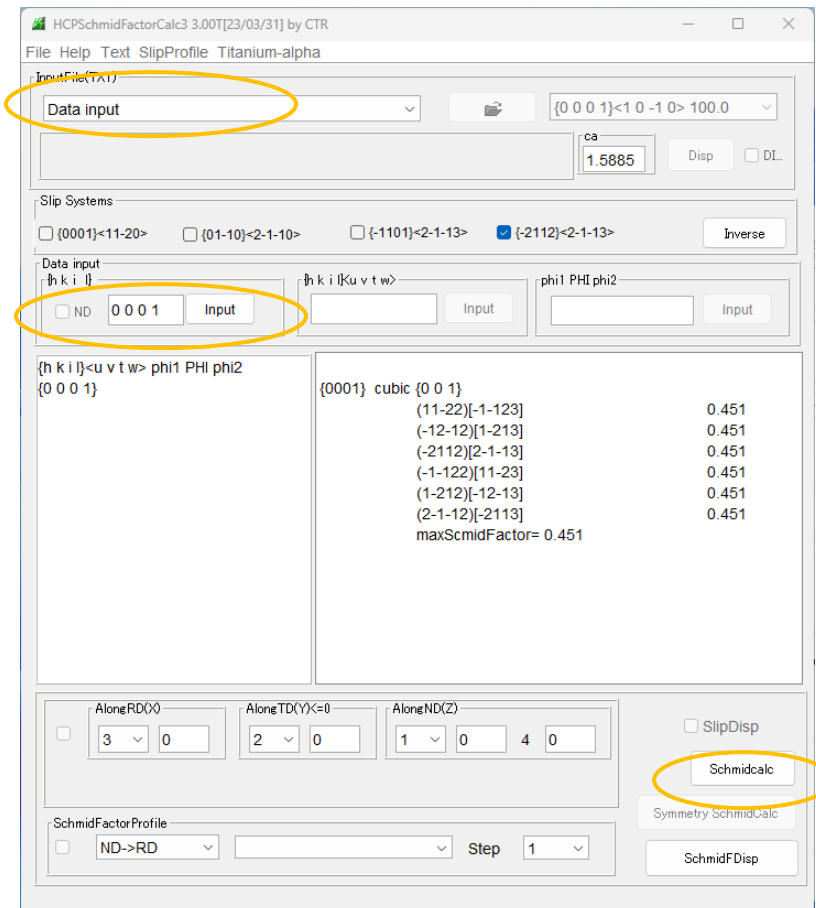 HCPSchmidFactorCalc3 3.00T[23/03/31] by CTR
File Help Text SlipProfile Titanium-alpha
InputFile(TXT)
Data input
{0 0 0 1}<1 0 -1 0> 100.0
ca
1.5885
Disp
DI...
Slip Systems
{0001}<11-20>
{01-10}<2-1-10>
{-1101}<2-1-13>
{-2112}<2-1-13>
Inverse
Data input
{h k i l}
ND
0 0 0 1
Input
{h k i l}<u v t w>
Input
phi1 PHI phi2
Input
{h k i l}<u v t w> phi1 PHI phi2
{0 0 0 1}
{0001} cubic {0 0 1}
(11-22)[-1-123] 0.451
(-12-12)[1-213] 0.451
(-2112)[2-1-13] 0.451
(-1-122)[11-23] 0.451
(1-212)[-12-13] 0.451
(2-1-12)[-2113] 0.451
maxScmidFactor= 0.451
AlongRD(X)
3 0
AlongTD(Y)<=0
2 0
AlongND(Z)
1 0 4 0
SlipDisp
Schmidcalc
Symmetry SchmidCalc
SchmidFactorProfile
ND->RD
Step 1
SchmidFDisp